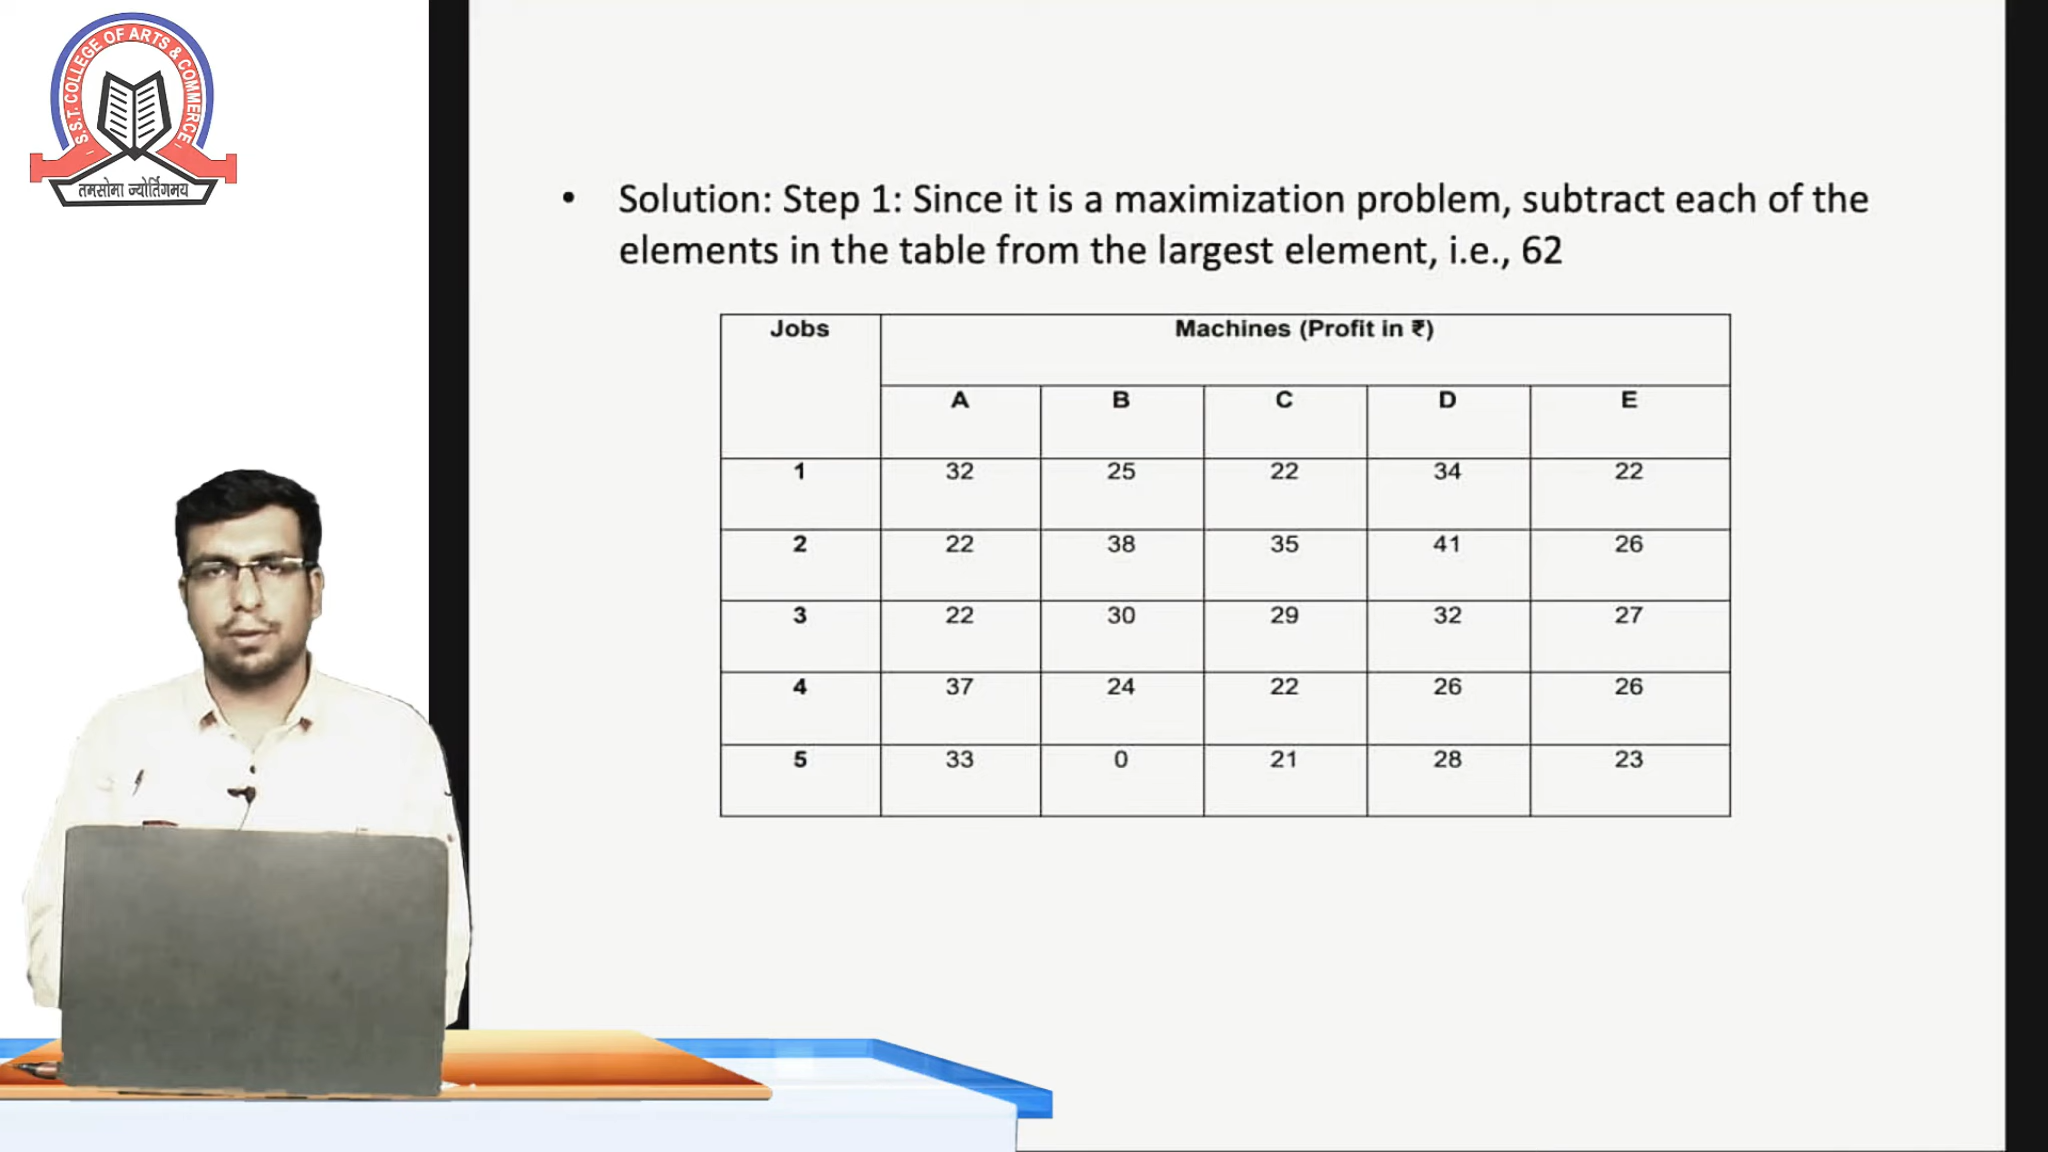 S.S.T. COLLEGE OF ARTS & COMMERCE
तमसोमा ज्योर्तिगमय
• Solution: Step 1: Since it is a maximization problem, subtract each of the
elements in the table from the largest element, i.e., 62
Jobs Machines (Profit in ₹)
A B C D E
1 32 25 22 34 22
2 22 38 35 41 26
3 22 30 29 32 27
4 37 24 22 26 26
5 33 0 21 28 23